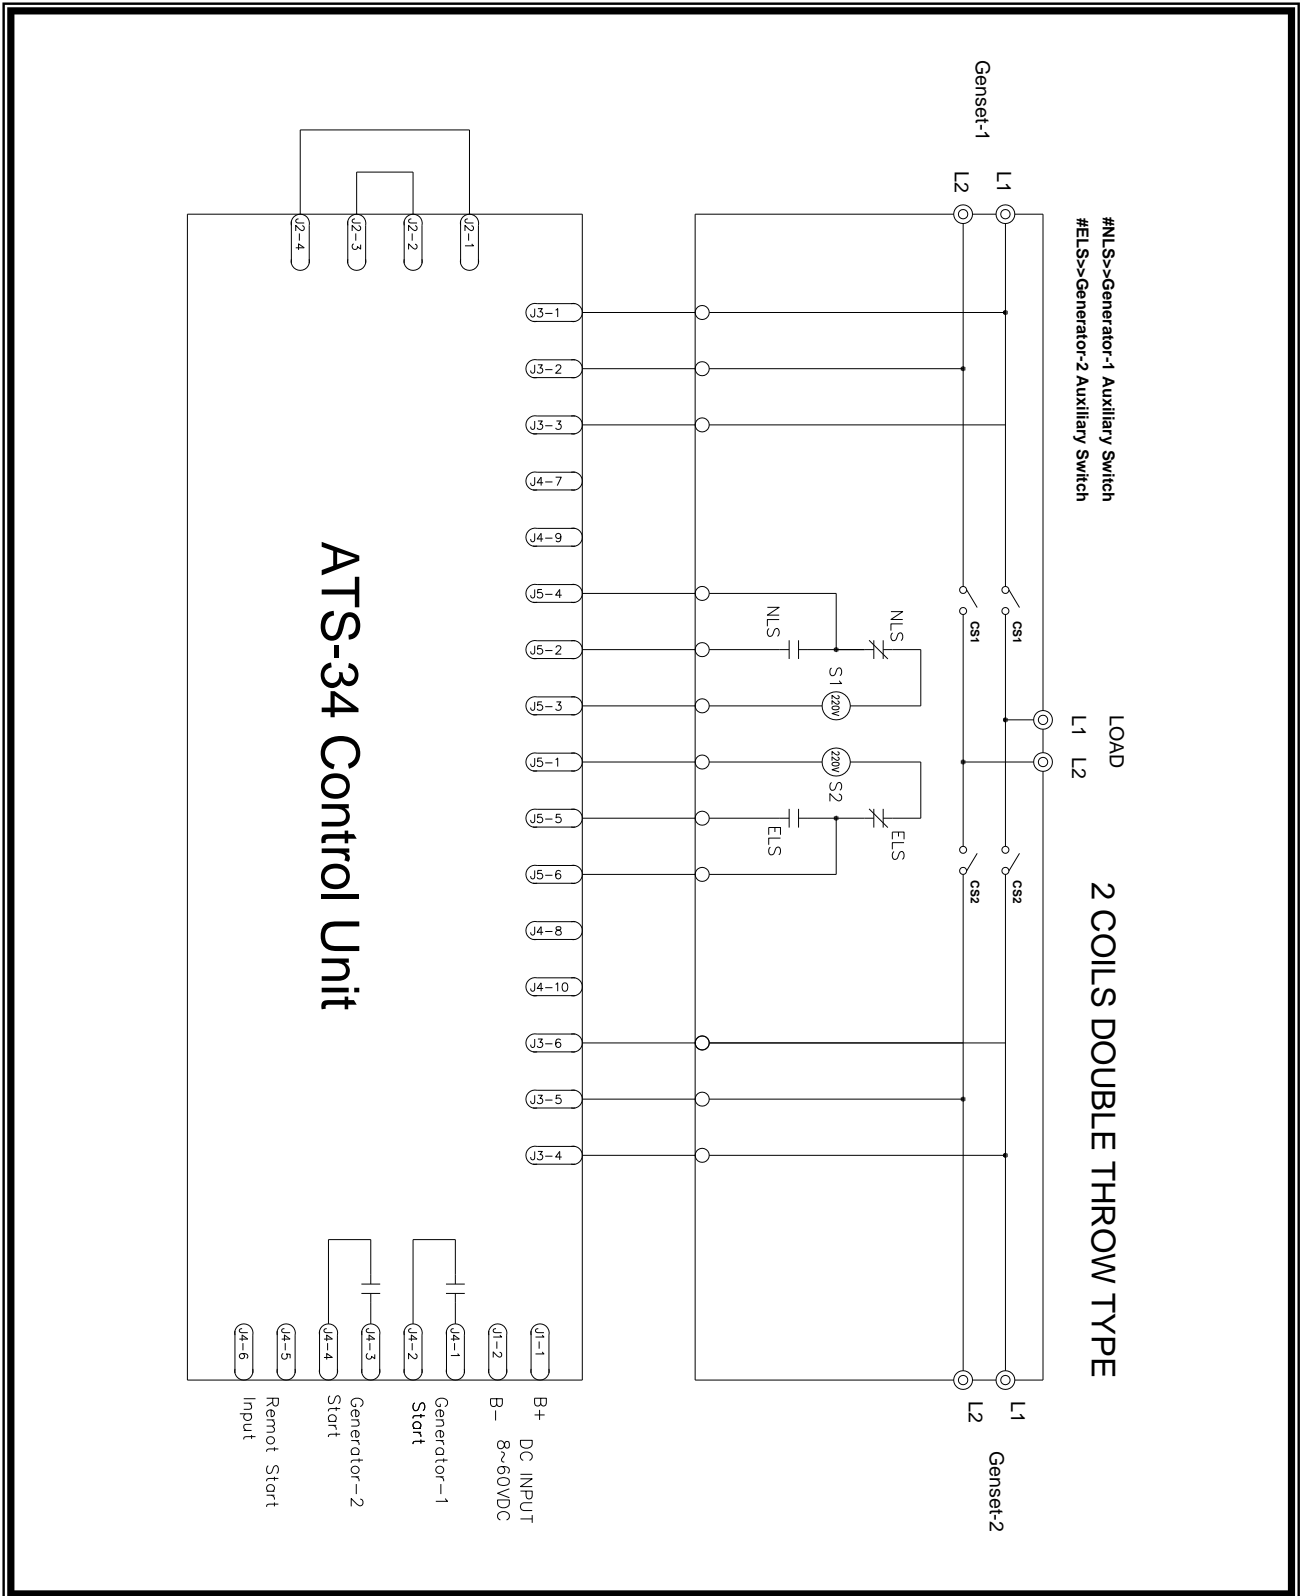 2 COILS DOUBLE THROW TYPE
#NLS>>Generator-1 Auxiliary Switch
#ELS>>Generator-2 Auxiliary Switch
LOAD
L1 L2
Genset-1
L1
L2
CS1
CS1
CS2
CS2
L1
L2
Genset-2
NLS
NLS
S1
220V
220V
S2
ELS
ELS
J3-1
J3-2
J3-3
J4-7
J4-9
J5-4
J5-2
J5-3
J5-1
J5-5
J5-6
J4-8
J4-10
J3-6
J3-5
J3-4
J2-1
J2-2
J2-3
J2-4
ATS-34 Control Unit
J1-1
J1-2
J4-1
J4-2
J4-3
J4-4
J4-5
J4-6
B+ DC INPUT
B- 8~60VDC
Generator-1
Start
Generator-2
Start
Remot Start
Input